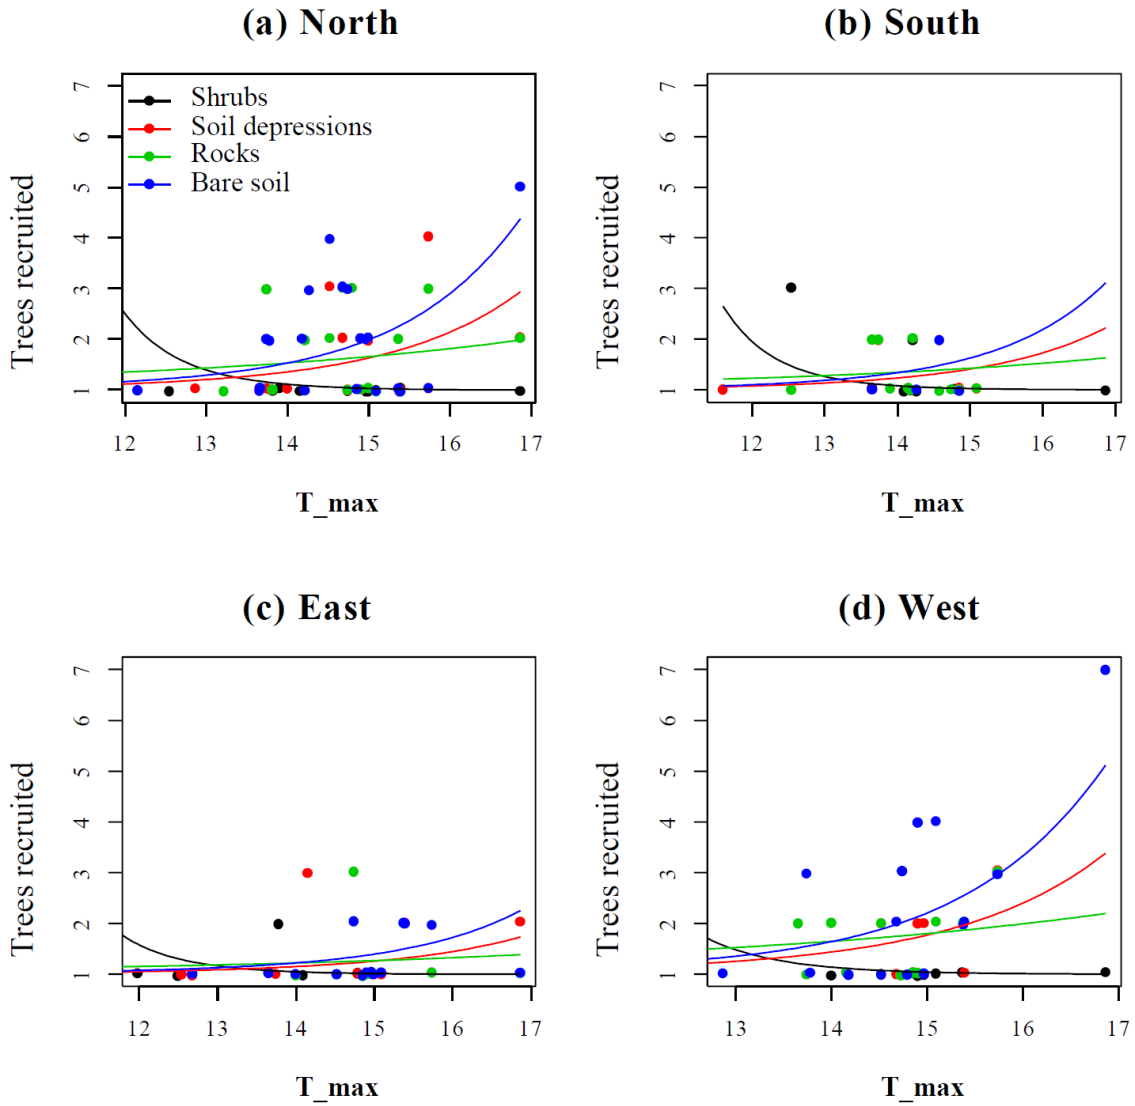 (a) North
7
6
5
4
3
2
1
Trees recruited
Shrubs
Soil depressions
Rocks
Bare soil
12 13 14 15 16 17
T_max
(b) South
7
6
5
4
3
2
1
Trees recruited
12 13 14 15 16 17
T_max
(c) East
7
6
5
4
3
2
1
Trees recruited
12 13 14 15 16 17
T_max
(d) West
7
6
5
4
3
2
1
Trees recruited
13 14 15 16 17
T_max